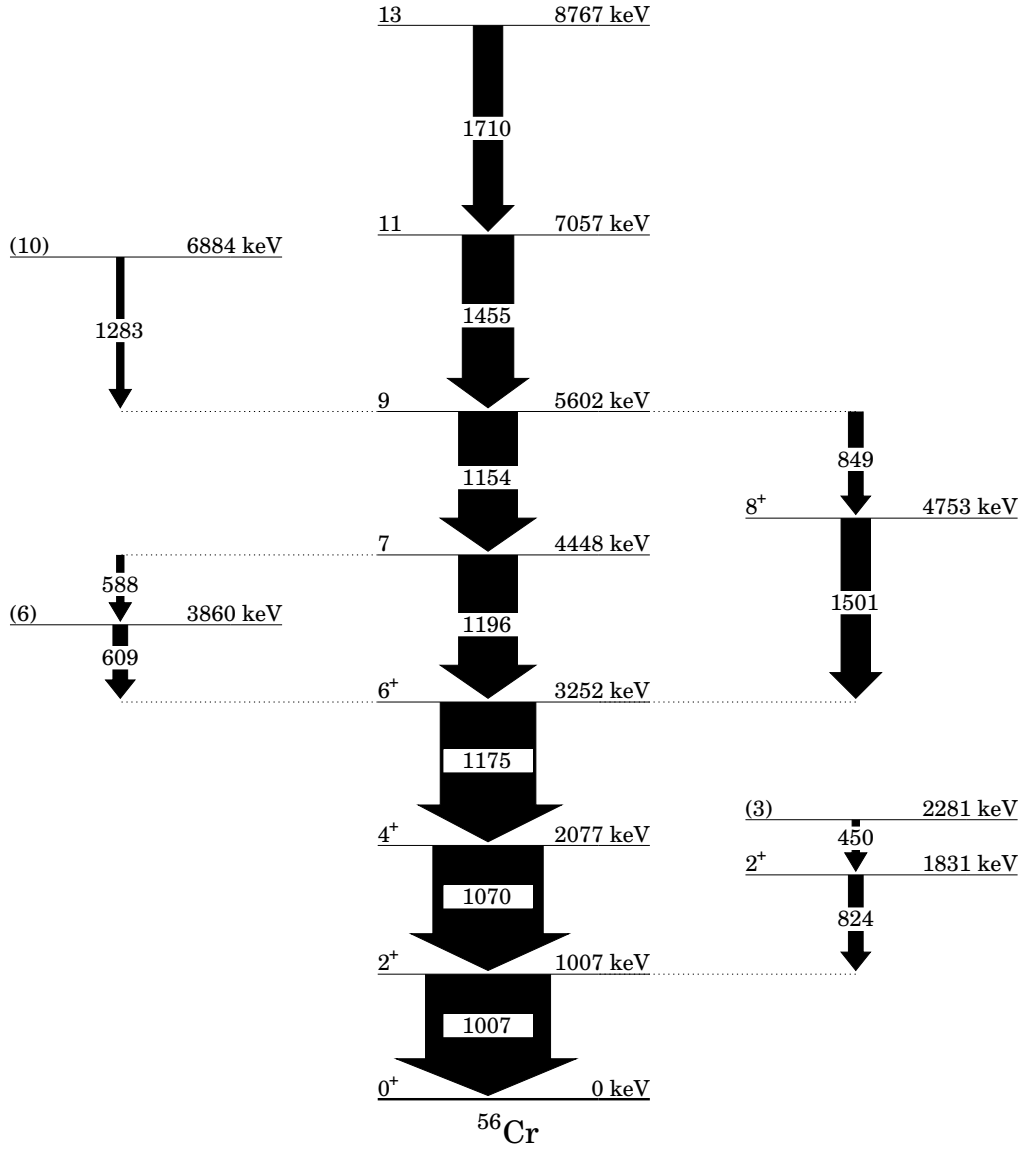 13 8767 keV
1710
11 7057 keV
(10) 6884 keV
1283
1455
9 5602 keV
849
1154
8⁺ 4753 keV
7 4448 keV
588
1501
(6) 3860 keV
1196
609
6⁺ 3252 keV
1175
(3) 2281 keV
450
4⁺ 2077 keV
2⁺ 1831 keV
1070
824
2⁺ 1007 keV
1007
0⁺ 0 keV
⁵⁶Cr